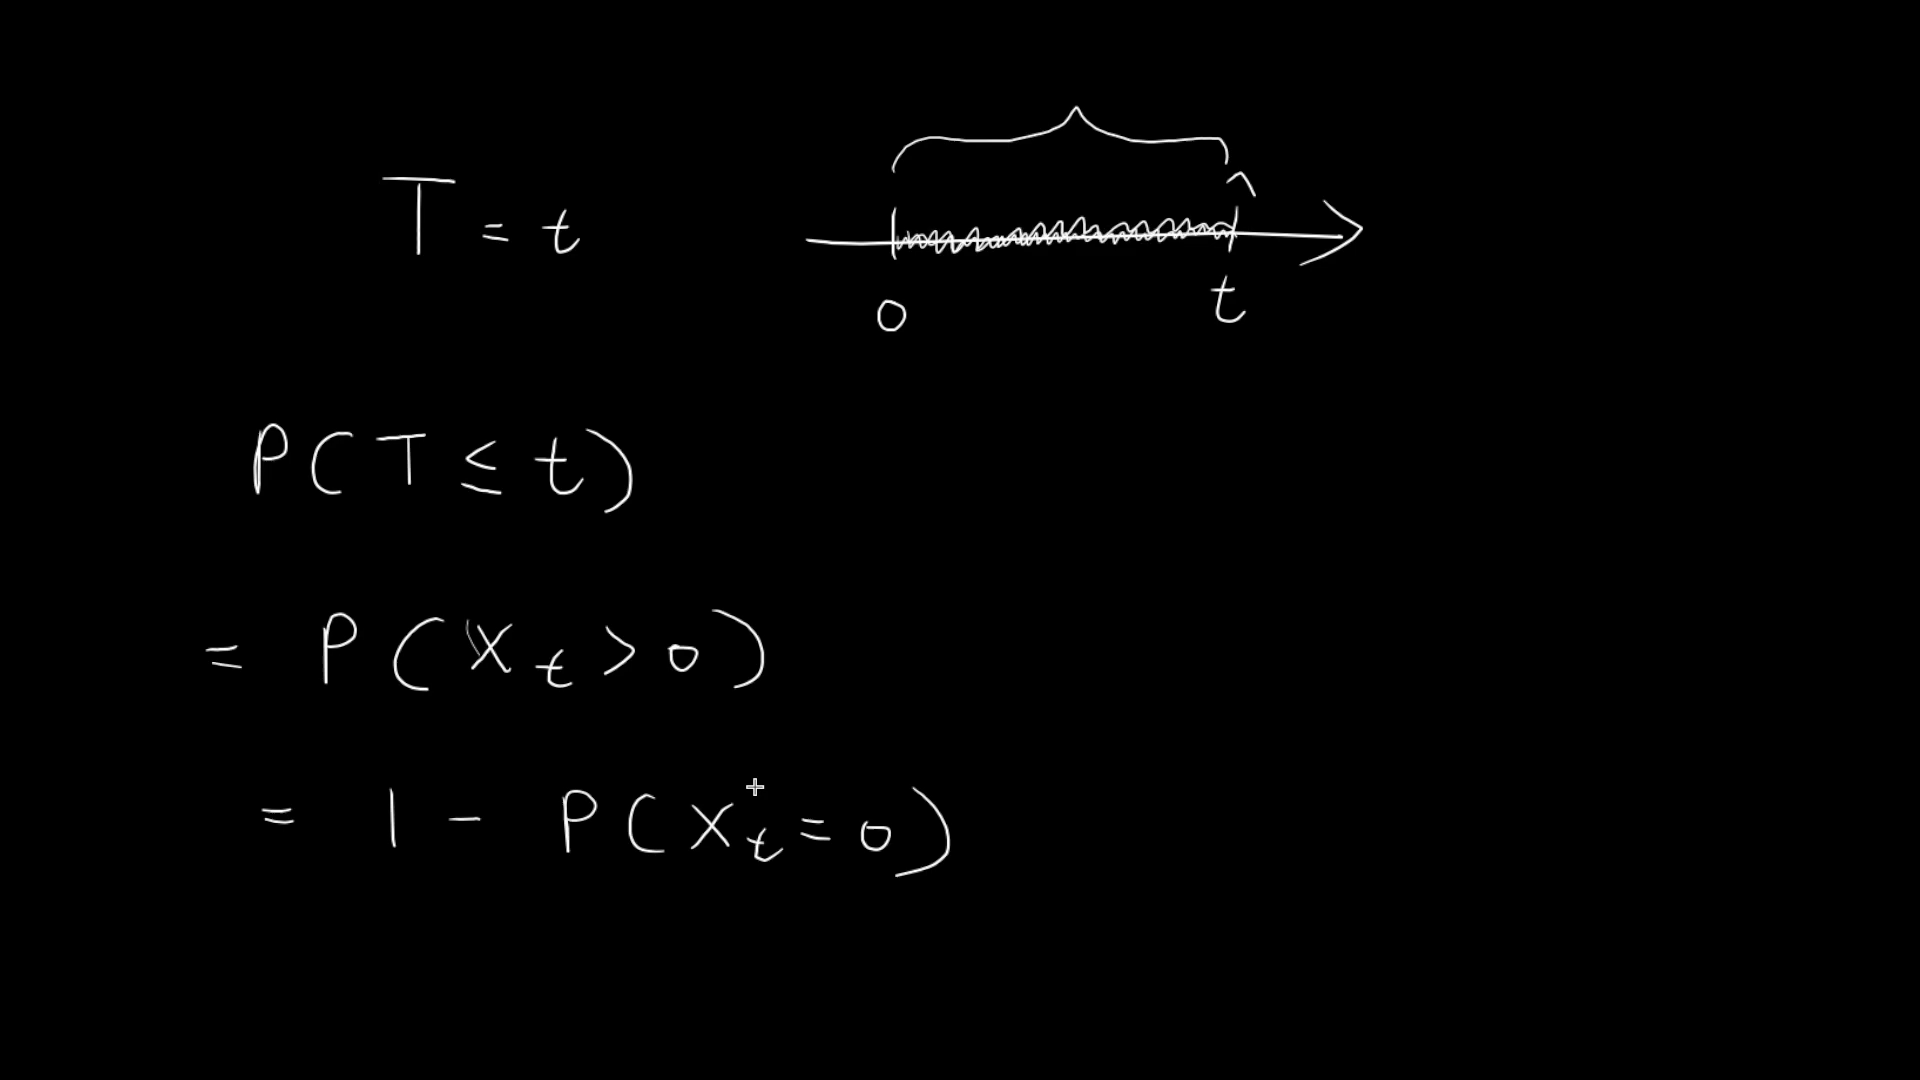 T = t
0 t
P(T ≤ t)
= P(X_t > 0)
= 1 - P(X_t = 0)